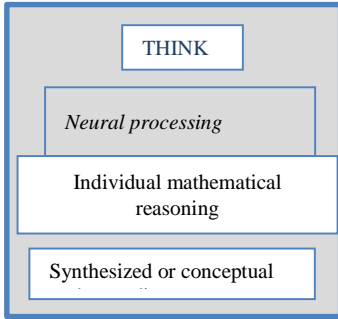 THINK
Neural processing
Individual mathematical
reasoning
Synthesized or conceptual